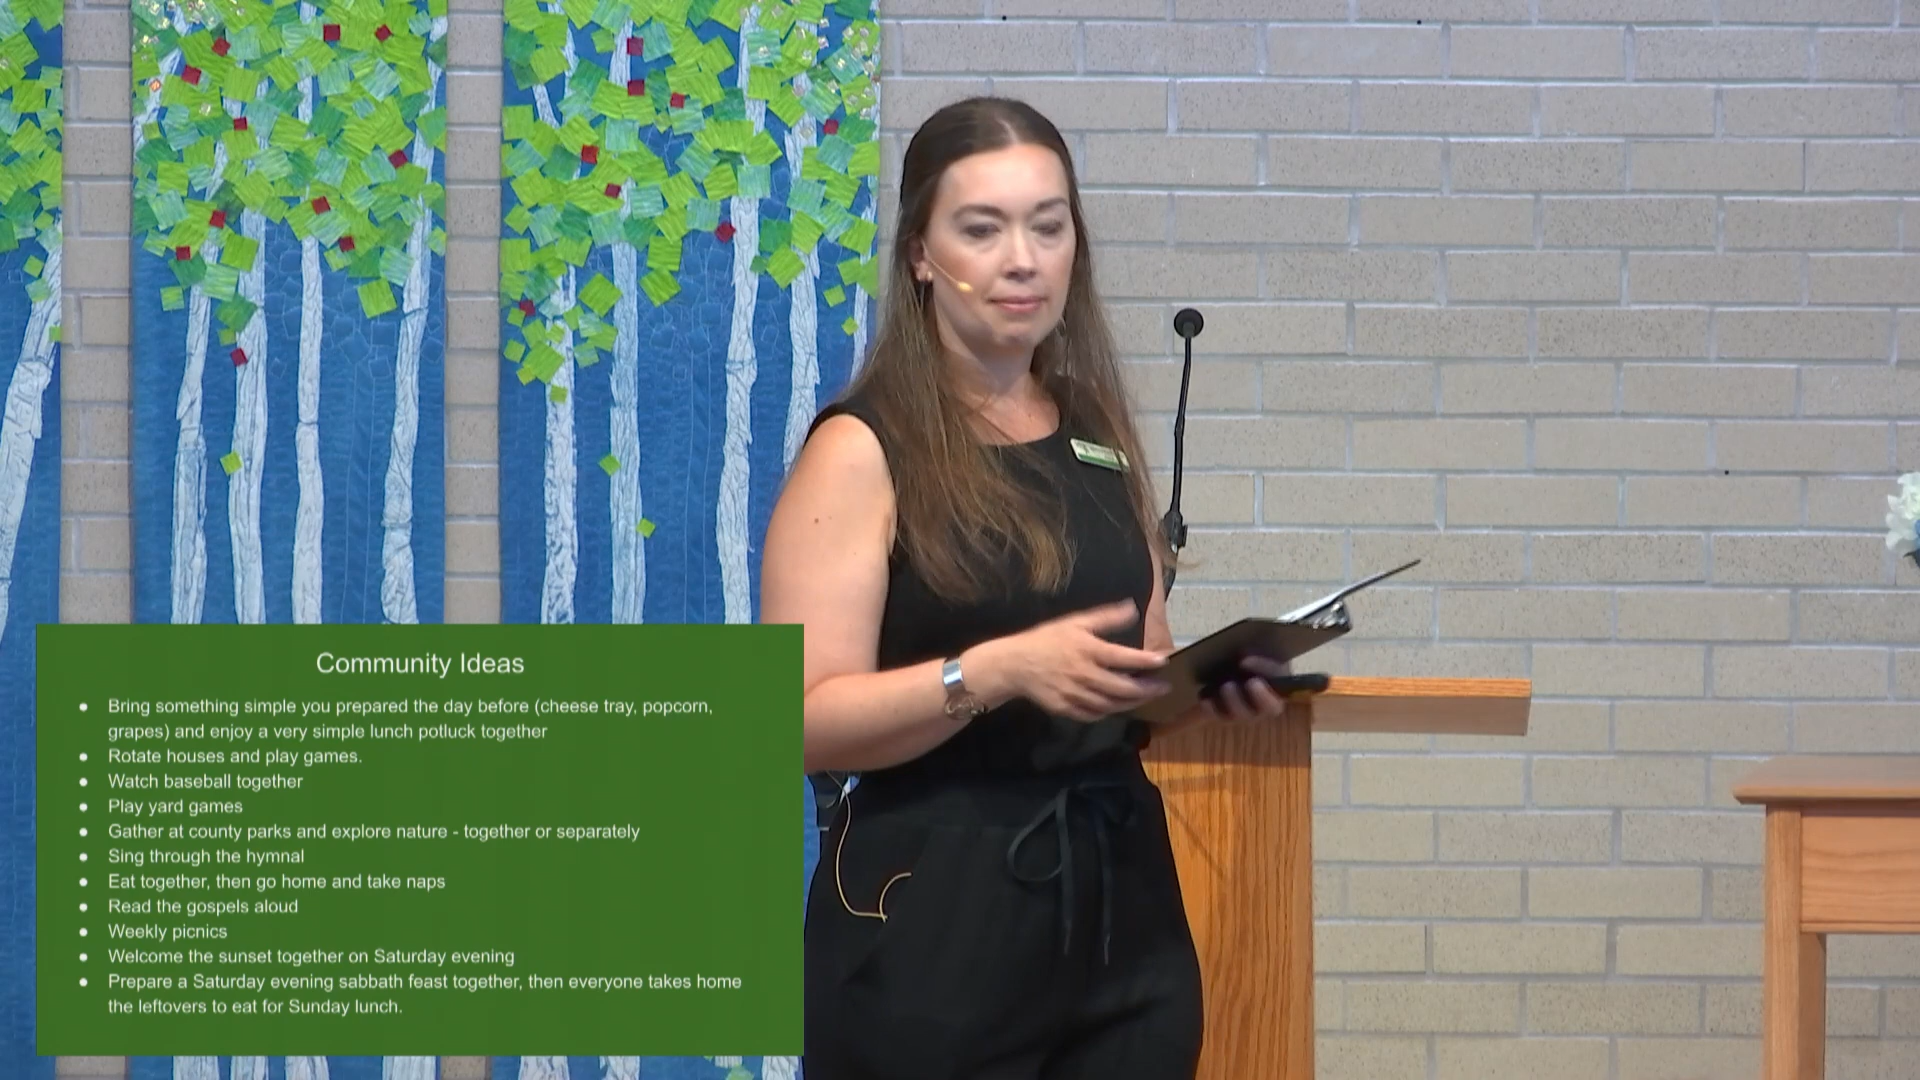 Community Ideas
● Bring something simple you prepared the day before (cheese tray, popcorn,
grapes) and enjoy a very simple lunch potluck together
● Rotate houses and play games.
● Watch baseball together
● Play yard games
● Gather at county parks and explore nature - together or separately
● Sing through the hymnal
● Eat together, then go home and take naps
● Read the gospels aloud
● Weekly picnics
● Welcome the sunset together on Saturday evening
● Prepare a Saturday evening sabbath feast together, then everyone takes home
the leftovers to eat for Sunday lunch.